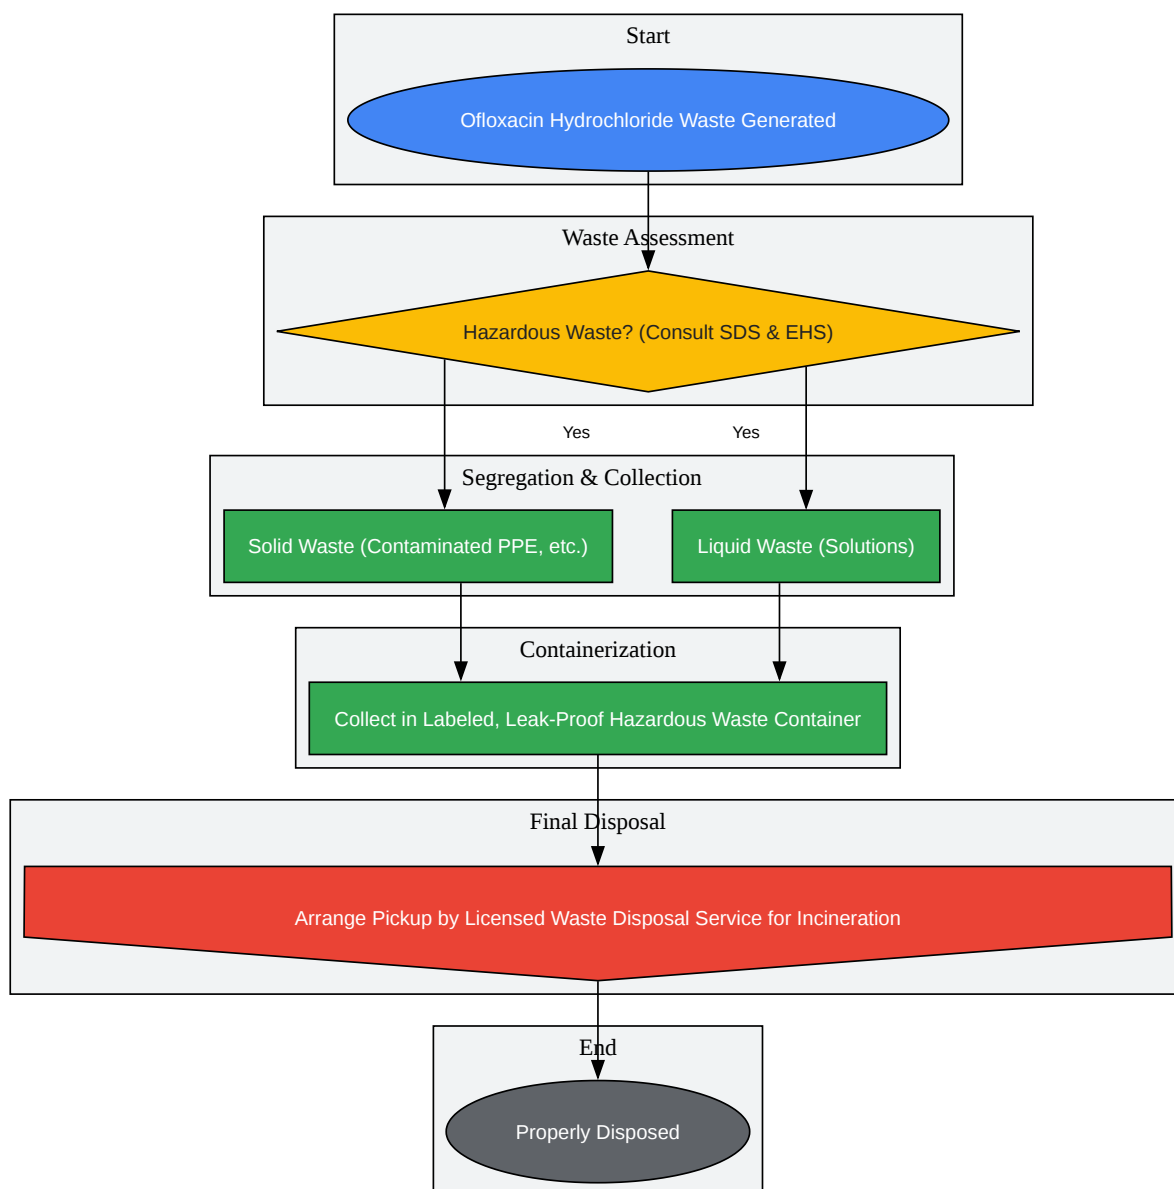 Start
Ofloxacin Hydrochloride Waste Generated
Waste Assessment
Hazardous Waste? (Consult SDS & EHS)
Yes
Yes
Segregation & Collection
Solid Waste (Contaminated PPE, etc.)
Liquid Waste (Solutions)
Containerization
Collect in Labeled, Leak-Proof Hazardous Waste Container
Final Disposal
Arrange Pickup by Licensed Waste Disposal Service for Incineration
End
Properly Disposed